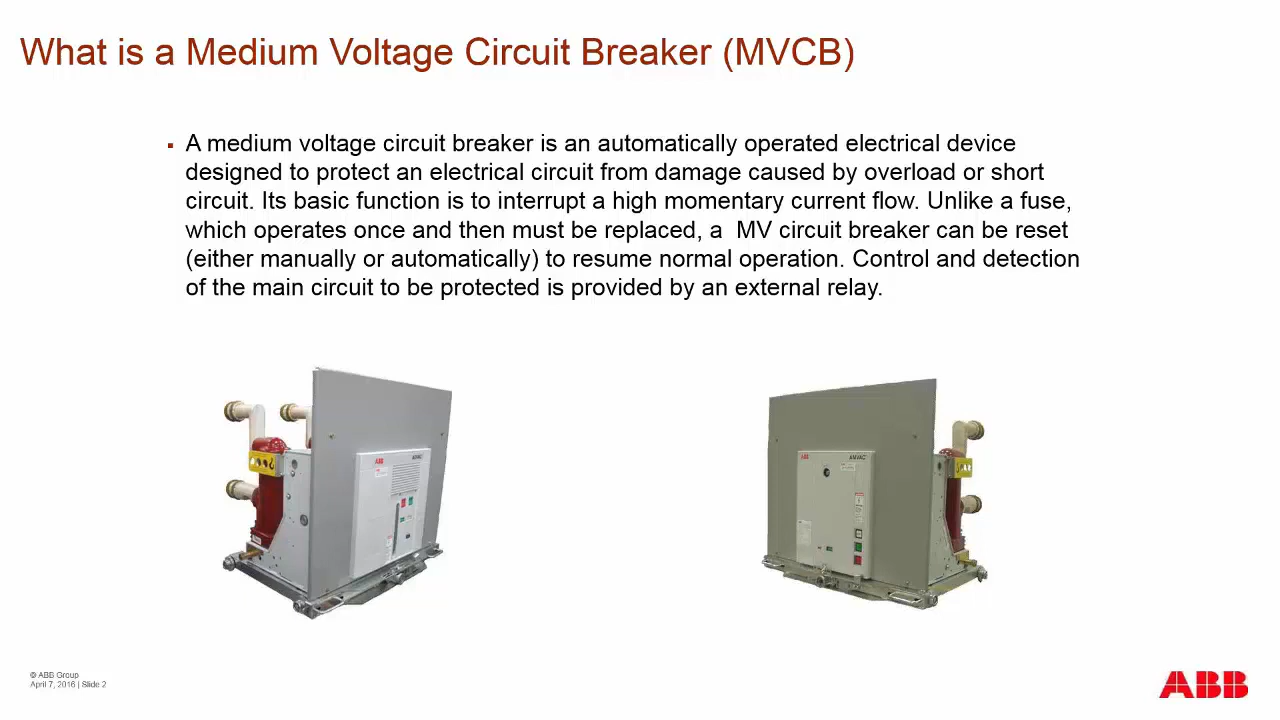 What is a Medium Voltage Circuit Breaker (MVCB)
▪ A medium voltage circuit breaker is an automatically operated electrical device
designed to protect an electrical circuit from damage caused by overload or short
circuit. Its basic function is to interrupt a high momentary current flow. Unlike a fuse,
which operates once and then must be replaced, a  MV circuit breaker can be reset
(either manually or automatically) to resume normal operation. Control and detection
of the main circuit to be protected is provided by an external relay.
ABB
ABB AMVAC
© ABB Group
April 7, 2016 | Slide 2
ABB